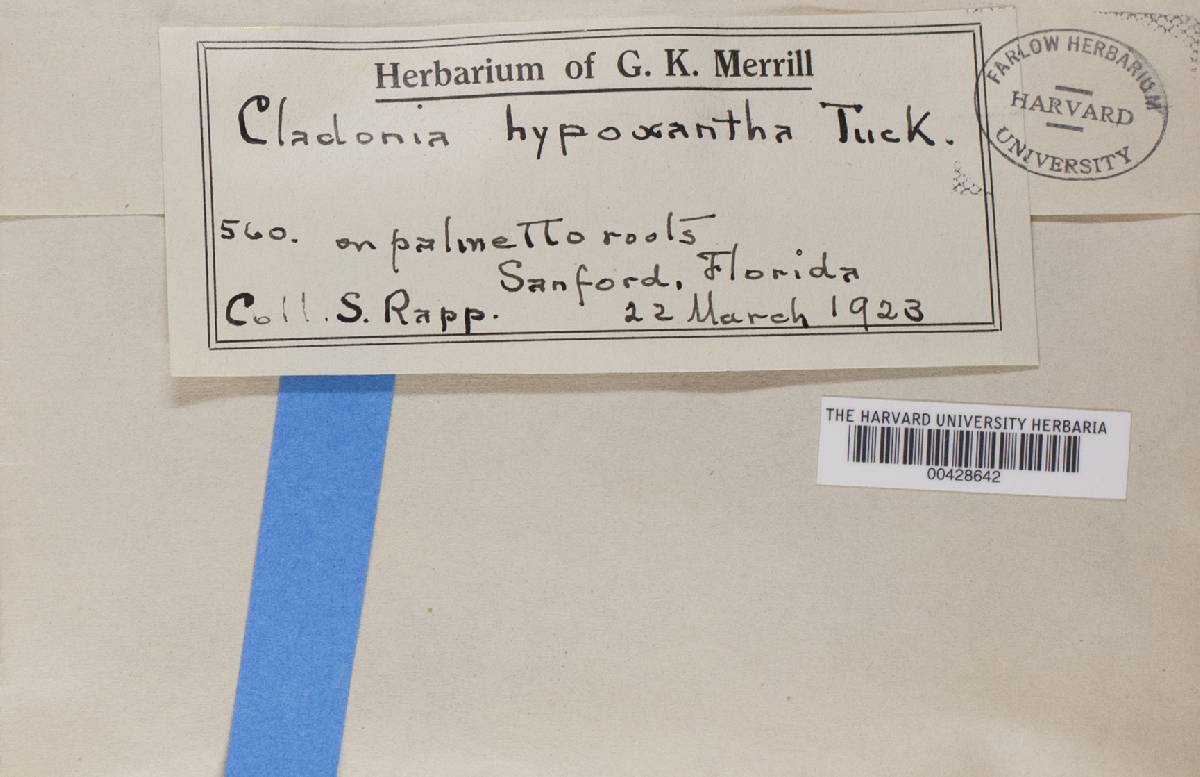 Herbarium of G. K. Merrill
Cladonia hypoxantha Tuck.
560. on palmetto roots
Sanford, Florida
Coll. S. Rapp. 22 March 1923
FARLOW HERBARIUM
HARVARD
UNIVERSITY
THE HARVARD UNIVERSITY HERBARIA
00428642